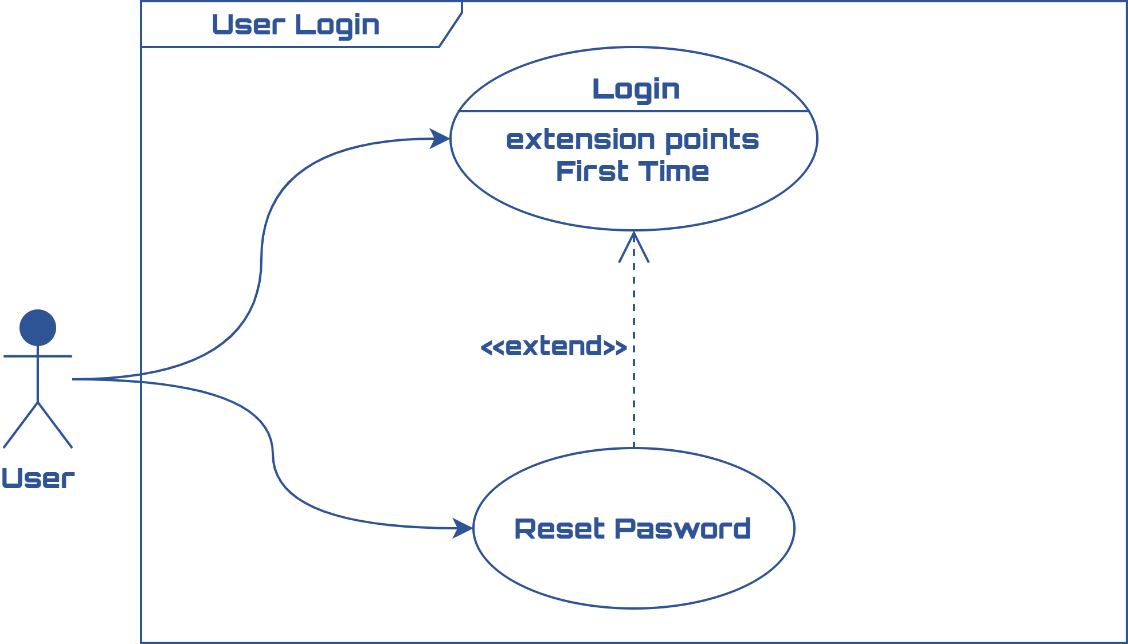 User Login
Login
extension points
First Time
<<extend>>
User
Reset Pasword